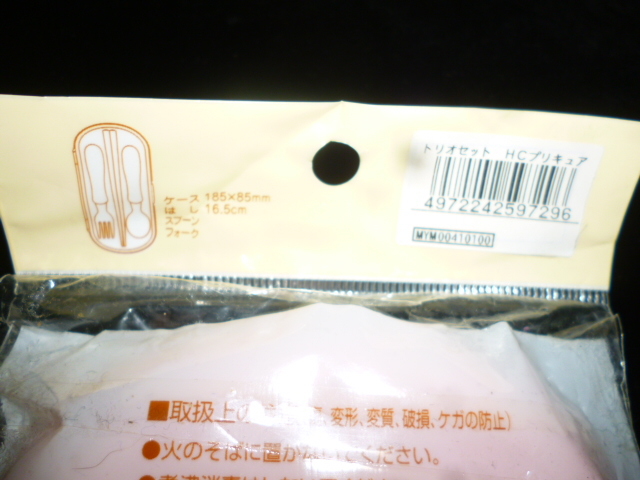 トリオセット HCプリキュア
4972242597296
MYM00410100
ケース 185×85mm
はし 16.5cm
スプーン
フォーク
■取扱上の 変形、変質、破損、ケガの防止)
●火のそばに置かないでください。